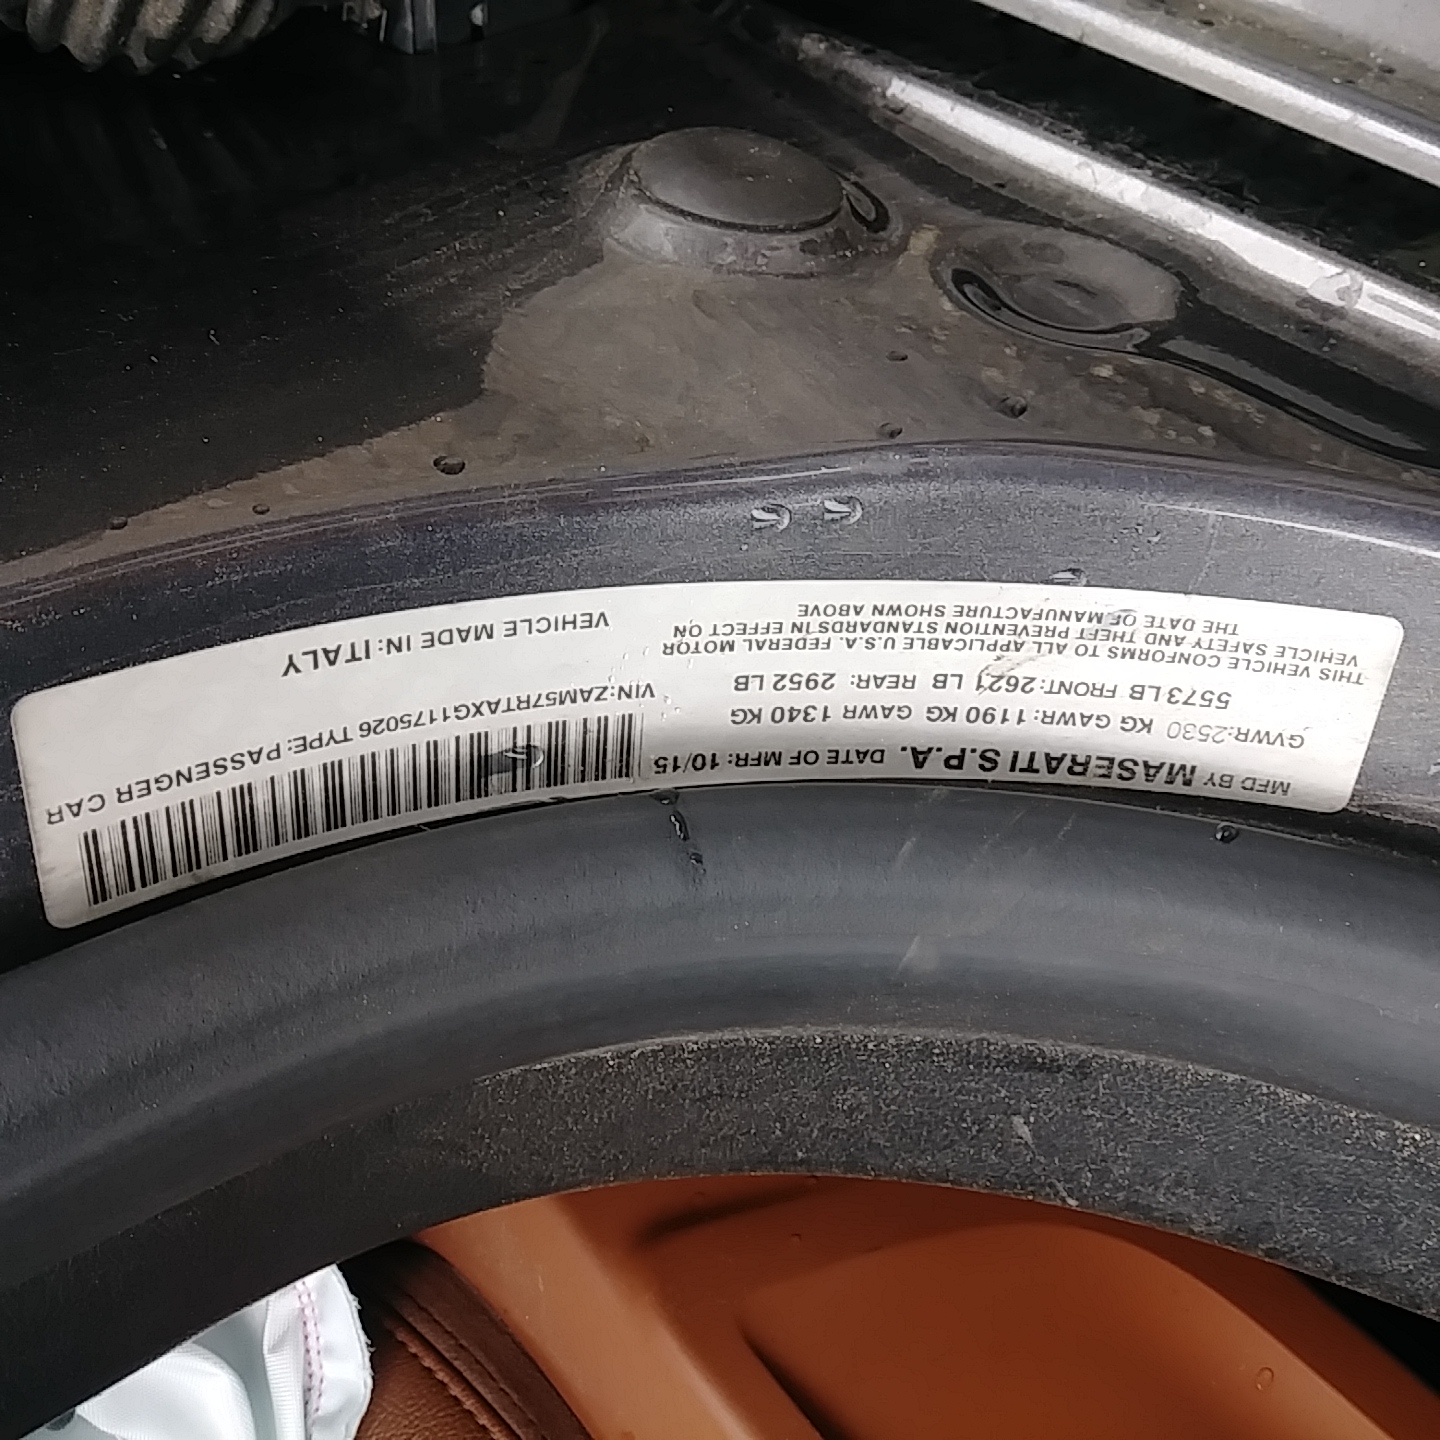 MFD BY MASERATI S.P.A. DATE OF MFR: 10/15
GVWR:2530 KG GAWR: 1190 KG GAWR 1340 KG
5573 LB FRONT: 2621 LB REAR: 2952 LB
THIS VEHICLE CONFORMS TO ALL APPLICABLE U.S.A. FEDERAL MOTOR
VEHICLE SAFETY AND THEFT PREVENTION STANDARDS IN EFFECT ON
THE DATE OF MANUFACTURE SHOWN ABOVE
VIN:ZAM57RTAXG1175026 TYPE: PASSENGER CAR
VEHICLE MADE IN: ITALY